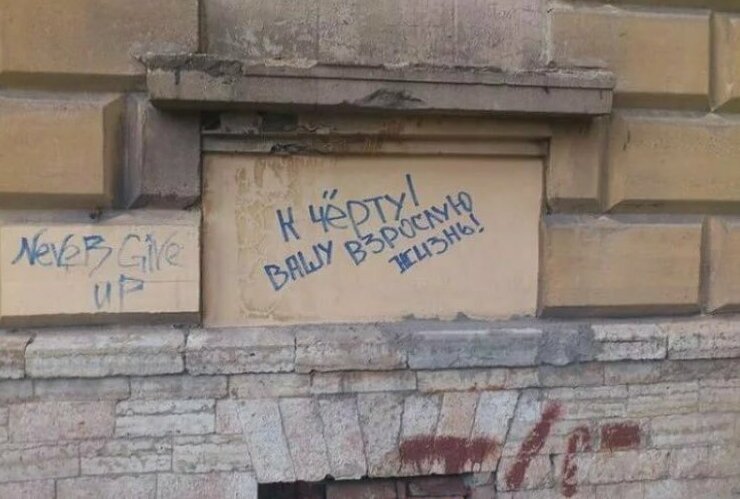 Never Give
up
К ЧЁРТУ!
ВАШУ ВЗРОСЛУЮ
ЖИЗНЬ!